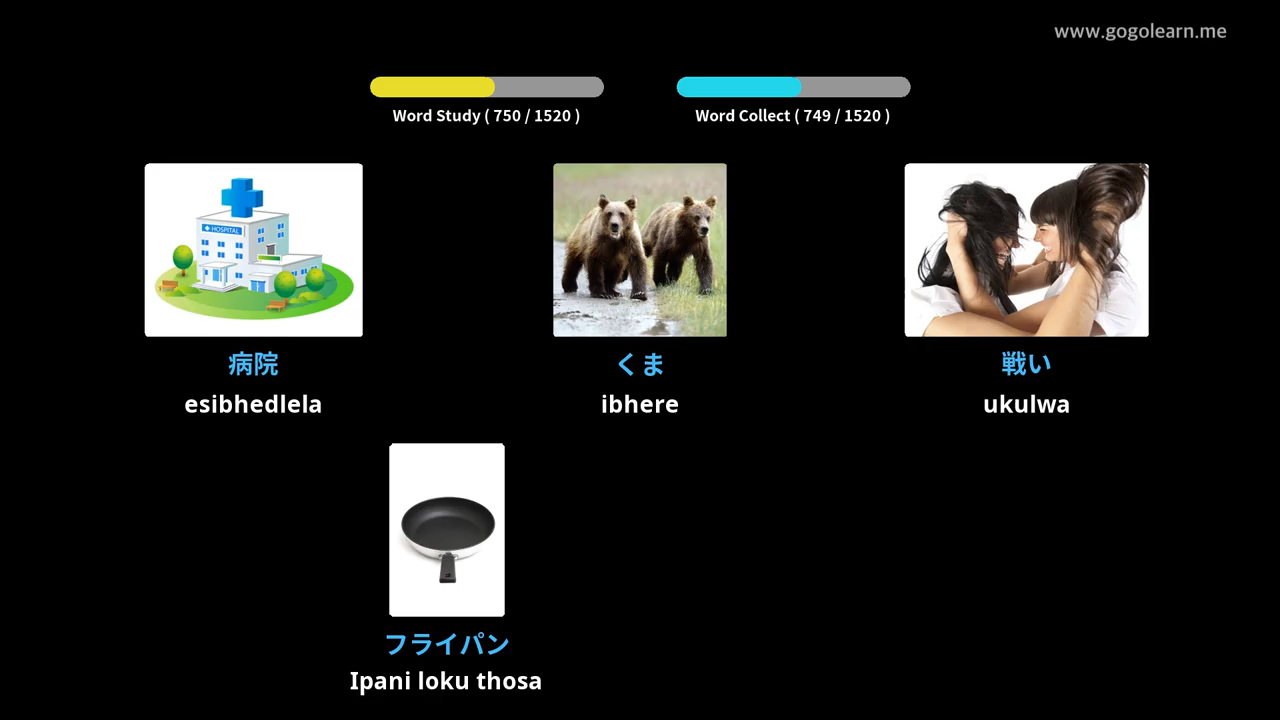 www.gogolearn.me
Word Study ( 750 / 1520 )
Word Collect ( 749 / 1520 )
HOSPITAL
病院
くま
戦い
esibhedlela
ibhere
ukulwa
フライパン
Ipani loku thosa